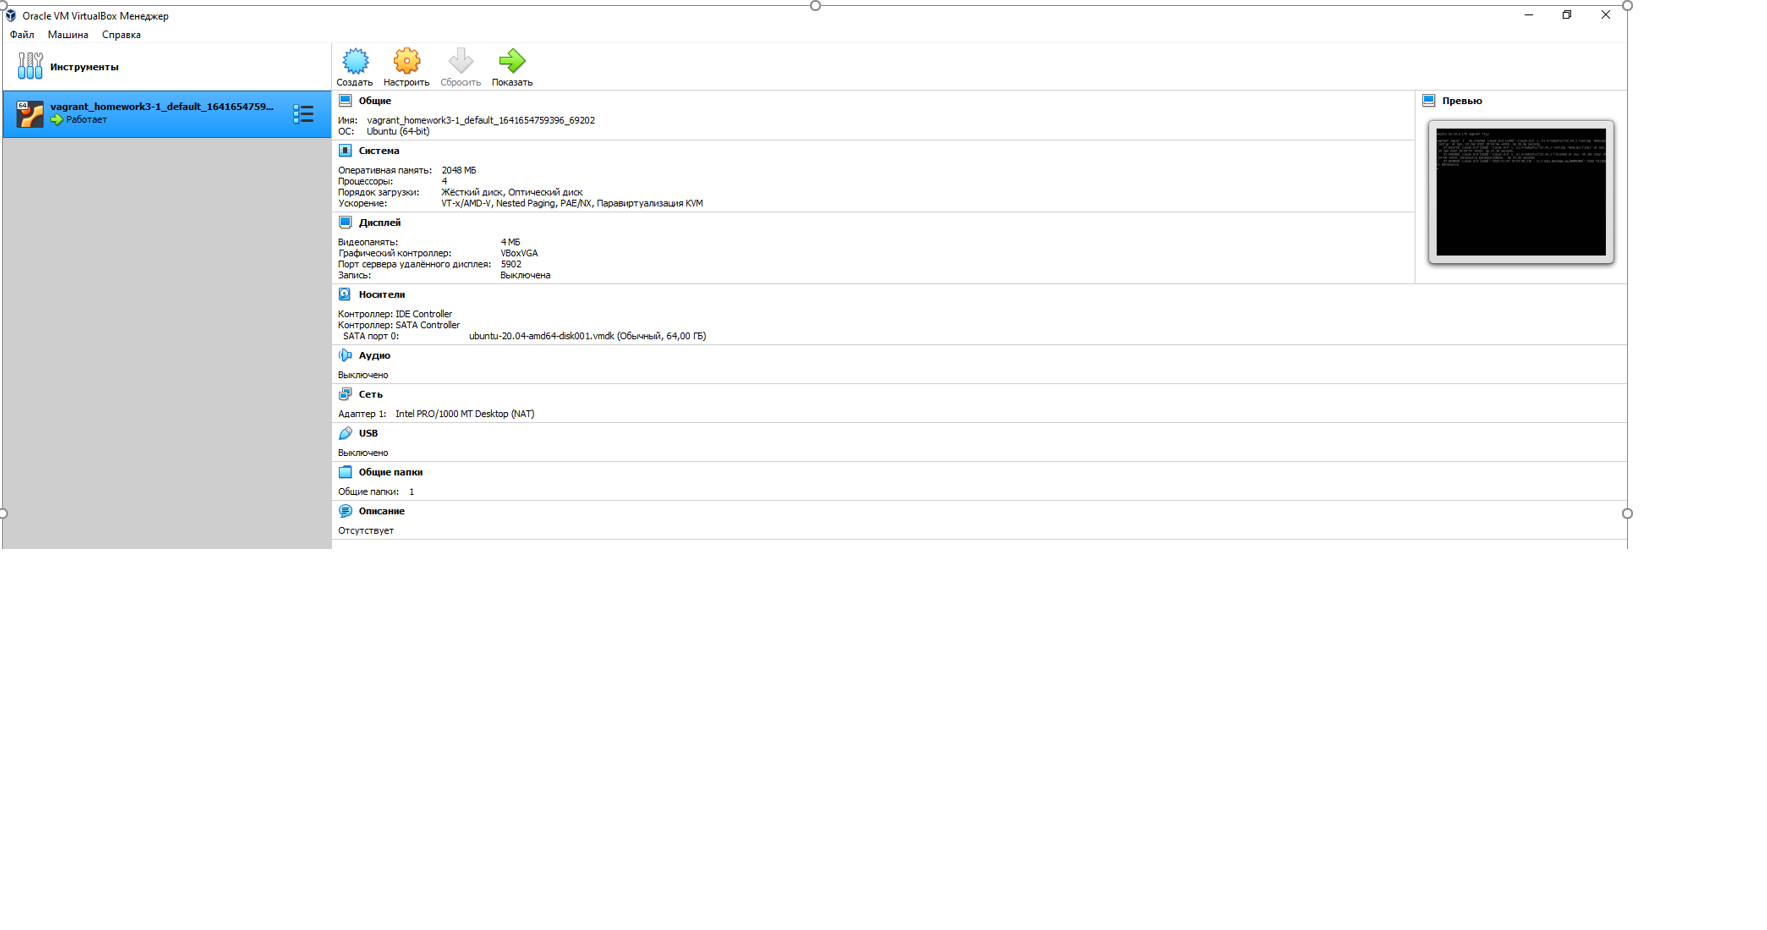 Oracle VM VirtualBox Менеджер
Файл Машина Справка
Инструменты
Создать Настроить Сбросить Показать
64 vagrant_homework3-1_default_1641654759...
Работает
Общие
Имя: vagrant_homework3-1_default_1641654759396_69202
ОС: Ubuntu (64-bit)
Система
Оперативная память: 2048 МБ
Процессоры: 4
Порядок загрузки: Жёсткий диск, Оптический диск
Ускорение: VT-x/AMD-V, Nested Paging, PAE/NX, Паравиртуализация KVM
Дисплей
Видеопамять: 4 МБ
Графический контроллер: VBoxVGA
Порт сервера удалённого дисплея: 5902
Запись: Выключена
Носители
Контроллер: IDE Controller
Контроллер: SATA Controller
SATA порт 0: ubuntu-20.04-amd64-disk001.vmdk (Обычный, 64,00 ГБ)
Аудио
Выключено
Сеть
Адаптер 1: Intel PRO/1000 MT Desktop (NAT)
USB
Выключено
Общие папки
Общие папки: 1
Описание
Отсутствует
Превью